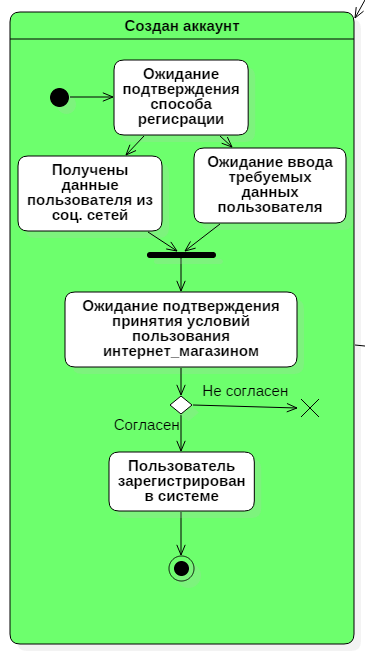 Создан аккаунт
Ожидание
подтверждения
способа
регисрации
Получены
данные
пользователя из
соц. сетей
Ожидание ввода
требуемых
данных
пользователя
Ожидание подтверждения
принятия условий
пользования
интернет_магазином
Не согласен
Согласен
Пользователь
зарегистрирован
в системе